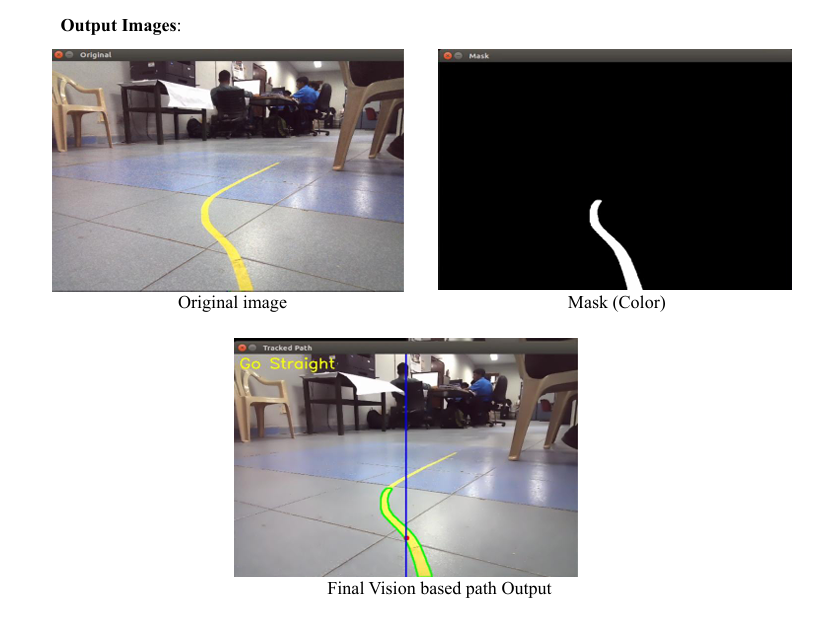 Output Images:
Original
Mask
Original image
Mask (Color)
Tracked Path
Go Straight
Final Vision based path Output